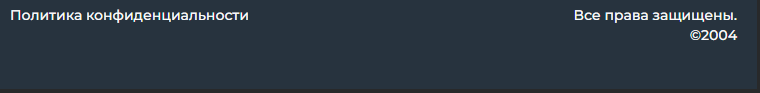 Политика конфиденциальности
Все права защищены.
©2004